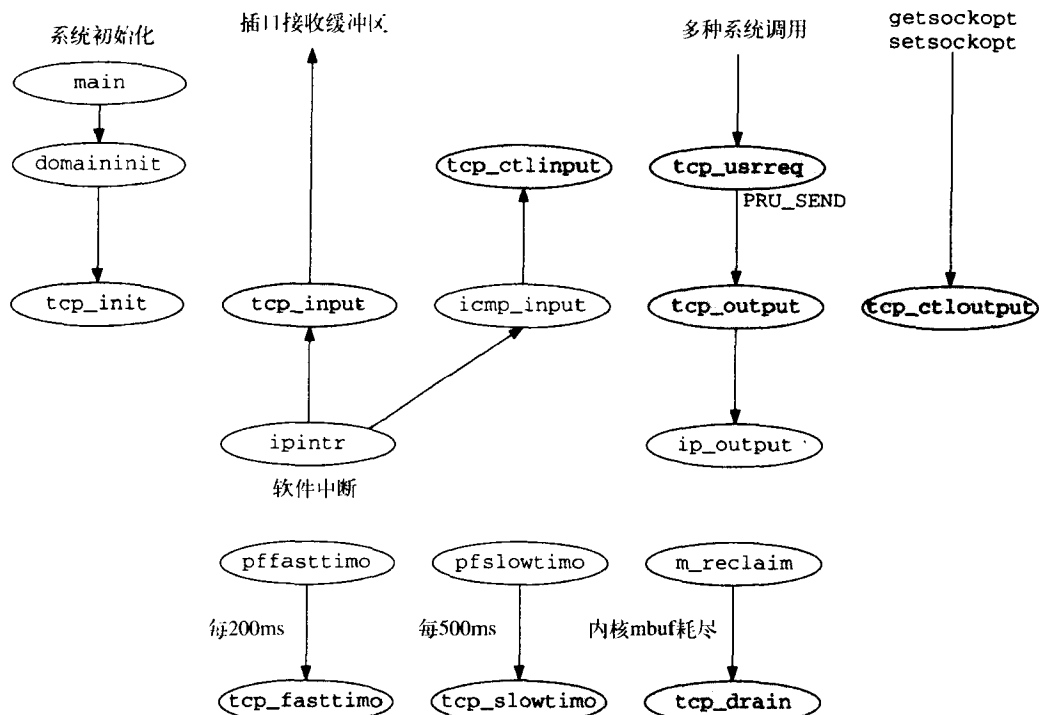 系统初始化
插口接收缓冲区
多种系统调用
getsockopt
setsockopt
main
domaininit
tcp_ctlinput
tcp_usrreq
PRU_SEND
tcp_init
tcp_input
icmp_input
tcp_output
tcp_ctloutput
ipintr
ip_output
软件中断
pffasttimo
pfslowtimo
m_reclaim
每200ms
每500ms
内核mbuf耗尽
tcp_fasttimo
tcp_slowtimo
tcp_drain